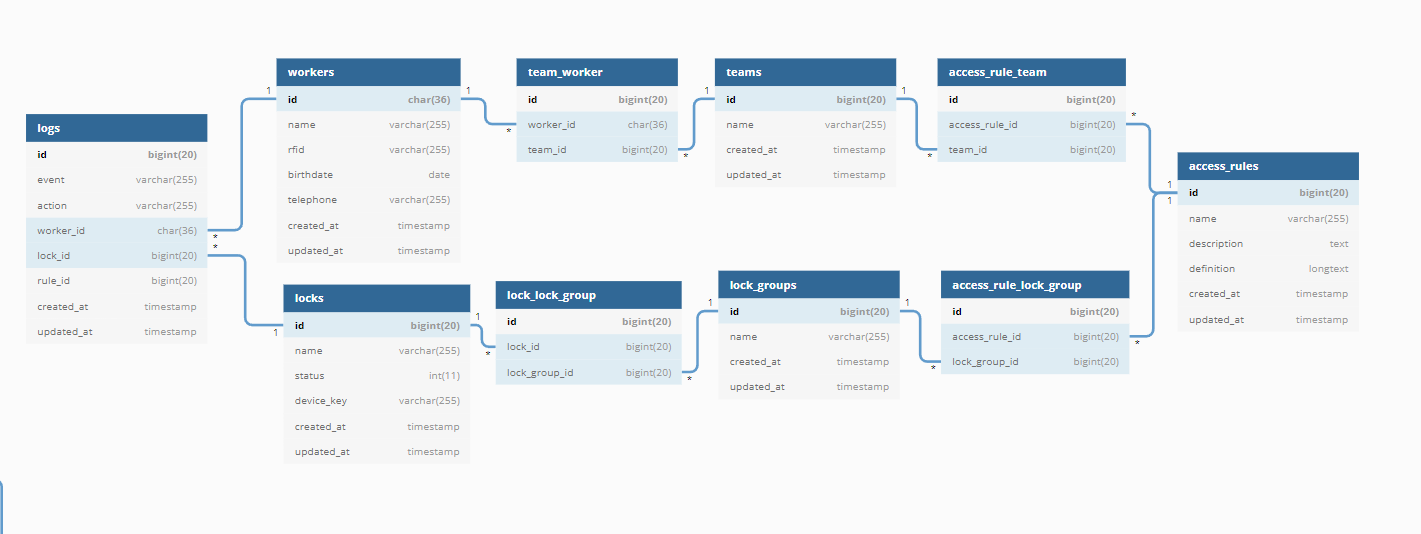 logs
id bigint(20)
event varchar(255)
action varchar(255)
worker_id char(36)
lock_id bigint(20)
rule_id bigint(20)
created_at timestamp
updated_at timestamp
*
*
1
1
workers
id char(36)
name varchar(255)
rfid varchar(255)
birthdate date
telephone varchar(255)
created_at timestamp
updated_at timestamp
1
*
team_worker
id bigint(20)
worker_id char(36)
team_id bigint(20)
*
1
teams
id bigint(20)
name varchar(255)
created_at timestamp
updated_at timestamp
1
*
access_rule_team
id bigint(20)
access_rule_id bigint(20)
team_id bigint(20)
*
1
1
access_rules
id bigint(20)
name varchar(255)
description text
definition longtext
created_at timestamp
updated_at timestamp
locks
id bigint(20)
name varchar(255)
status int(11)
device_key varchar(255)
created_at timestamp
updated_at timestamp
1
*
lock_lock_group
id bigint(20)
lock_id bigint(20)
lock_group_id bigint(20)
*
1
lock_groups
id bigint(20)
name varchar(255)
created_at timestamp
updated_at timestamp
1
*
access_rule_lock_group
id bigint(20)
access_rule_id bigint(20)
lock_group_id bigint(20)
*